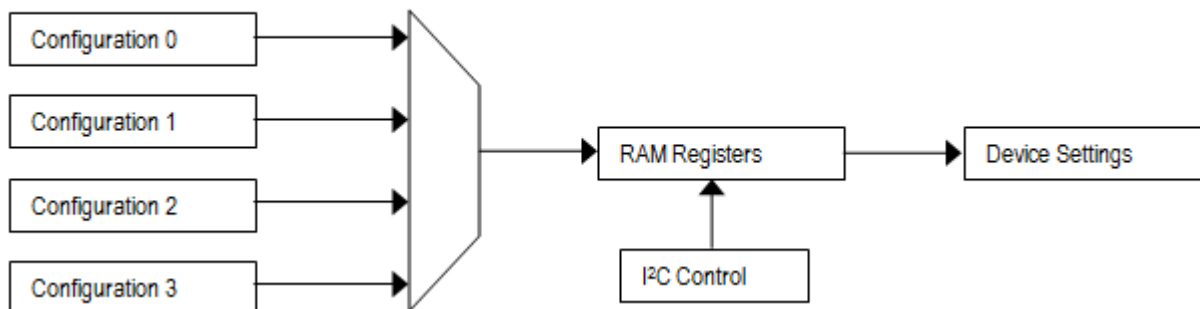 Configuration 0
Configuration 1
Configuration 2
Configuration 3
RAM Registers
I²C Control
Device Settings